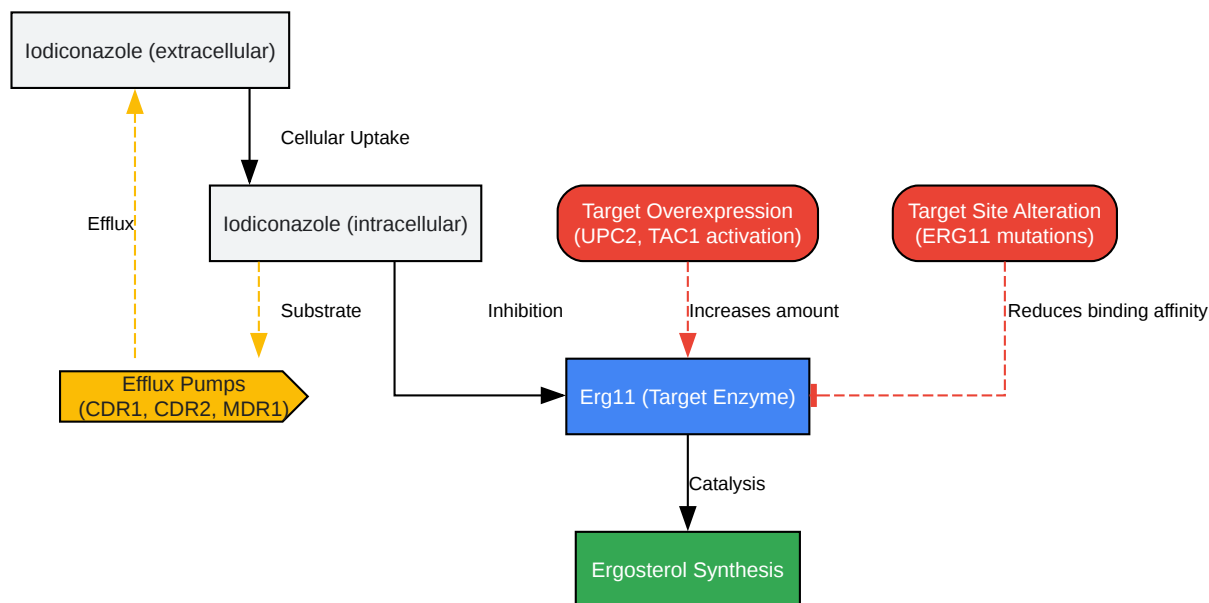 Iodiconazole (extracellular)
Cellular Uptake
Efflux
Iodiconazole (intracellular)
Target Overexpression
(UPC2, TAC1 activation)
Target Site Alteration
(ERG11 mutations)
Substrate
Inhibition
Increases amount
Reduces binding affinity
Efflux Pumps
(CDR1, CDR2, MDR1)
Erg11 (Target Enzyme)
Catalysis
Ergosterol Synthesis